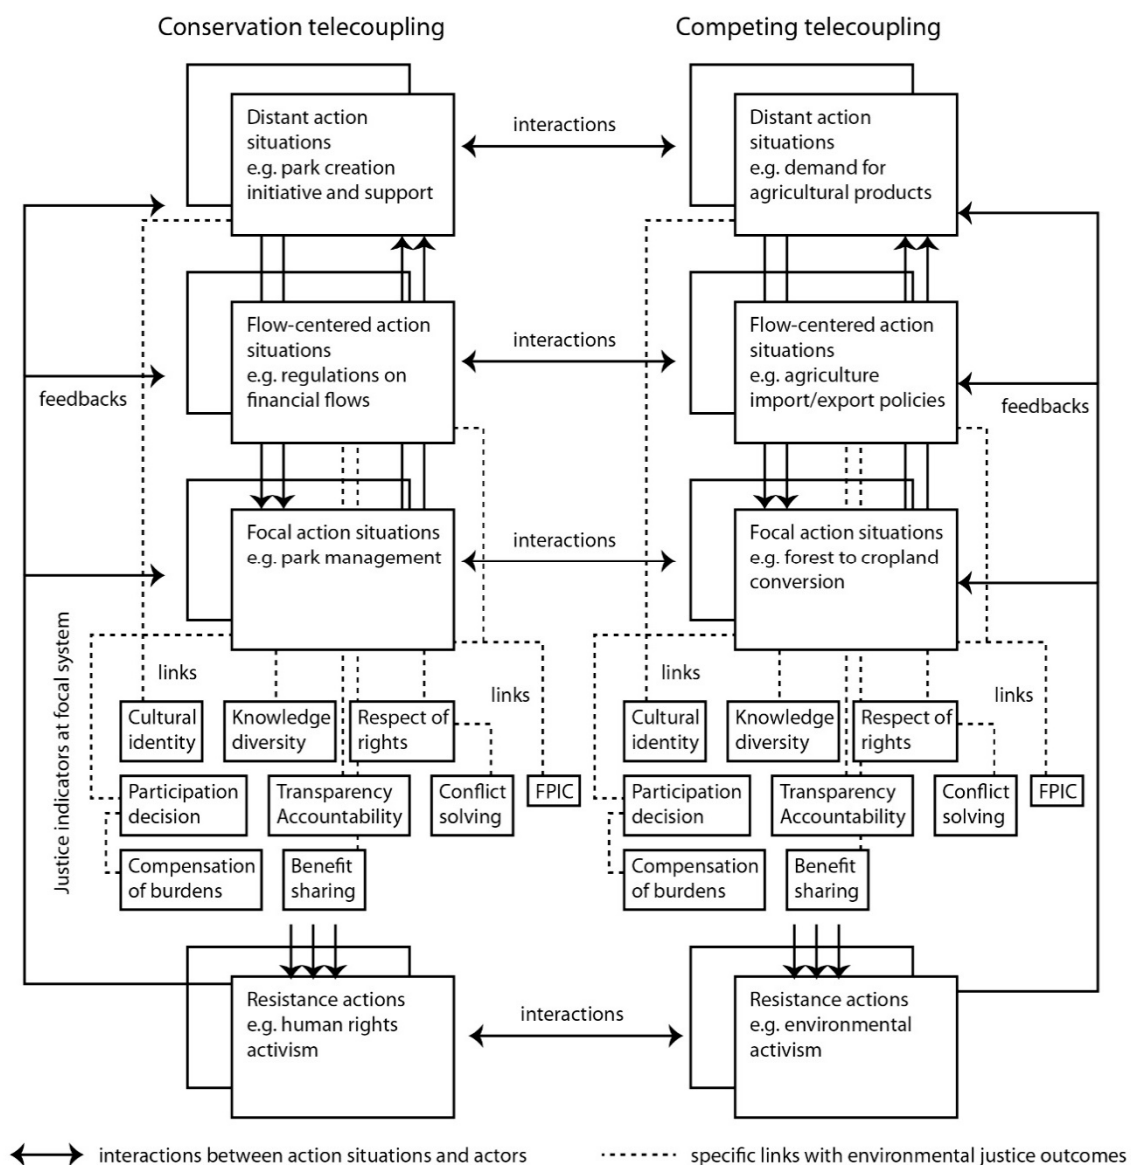 Conservation telecoupling
Competing telecoupling
Distant action
situations
e.g. park creation
initiative and support
interactions
Distant action
situations
e.g. demand for
agricultural products
Flow-centered action
situations
e.g. regulations on
financial flows
interactions
Flow-centered action
situations
e.g. agriculture
import/export policies
feedbacks
feedbacks
Focal action situations
e.g. park management
interactions
Focal action situations
e.g. forest to cropland
conversion
Justice indicators at focal system
links
links
Cultural
identity
Knowledge
diversity
Respect of
rights
Participation
decision
Transparency
Accountability
Conflict
solving
FPIC
Compensation
of burdens
Benefit
sharing
links
links
Cultural
identity
Knowledge
diversity
Respect of
rights
Participation
decision
Transparency
Accountability
Conflict
solving
FPIC
Compensation
of burdens
Benefit
sharing
Resistance actions
e.g. human rights
activism
interactions
Resistance actions
e.g. environmental
activism
interactions between action situations and actors
specific links with environmental justice outcomes